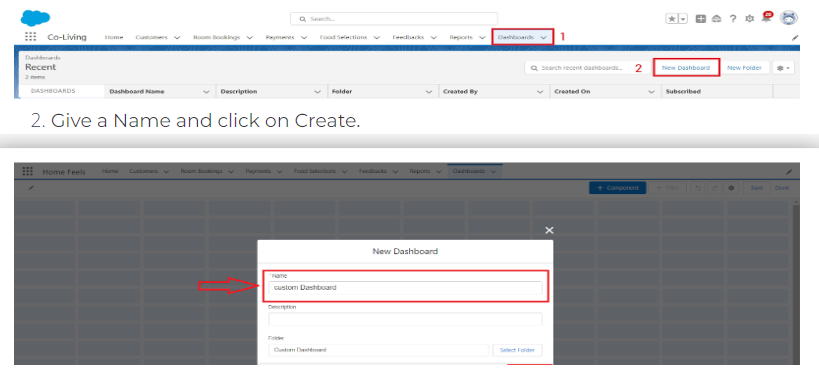 Search...
Co-Living Home Customers Room Bookings Payments Food Selections Feedbacks Reports Dashboards 1
Dashboards
Recent
2 items
Search recent dashboards... 2 New Dashboard New Folder
DASHBOARDS Dashboard Name Description Folder Created By Created On Subscribed
2. Give a Name and click on Create.
Home Feels Home Customers Room Bookings Payments Food Selections Feedbacks Reports Dashboards
+ Component + Filter Save Done
New Dashboard
*Name
custom Dashboard
Description
Folder
Custom Dashboard Select Folder